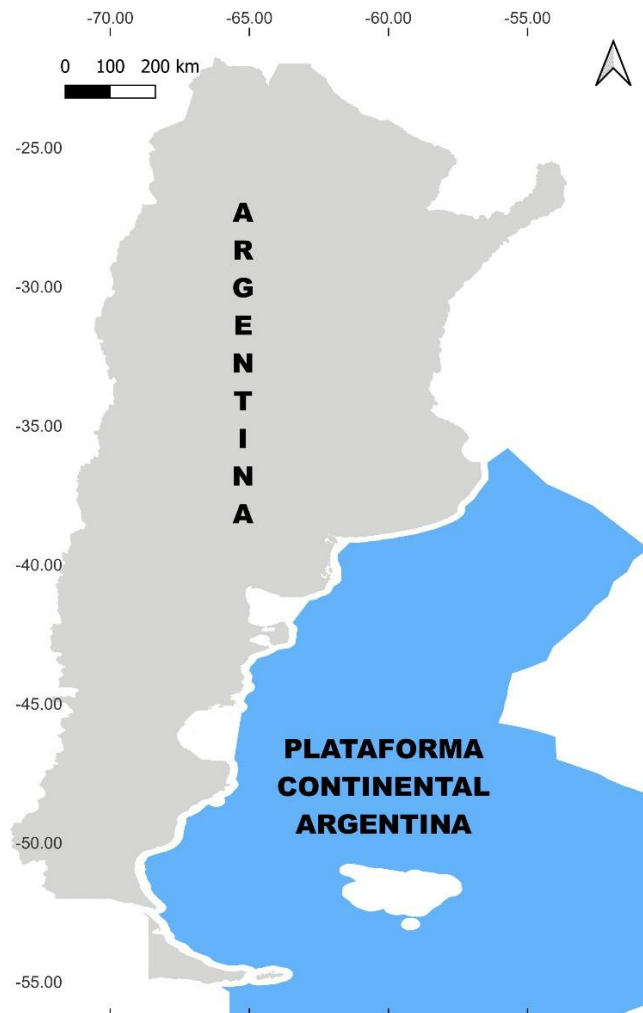 -70.00 -65.00 -60.00 -55.00
0 100 200 km
-25.00
-30.00
-35.00
-40.00
-45.00
-50.00
-55.00
A
R
G
E
N
T
I
N
A
PLATAFORMA
CONTINENTAL
ARGENTINA